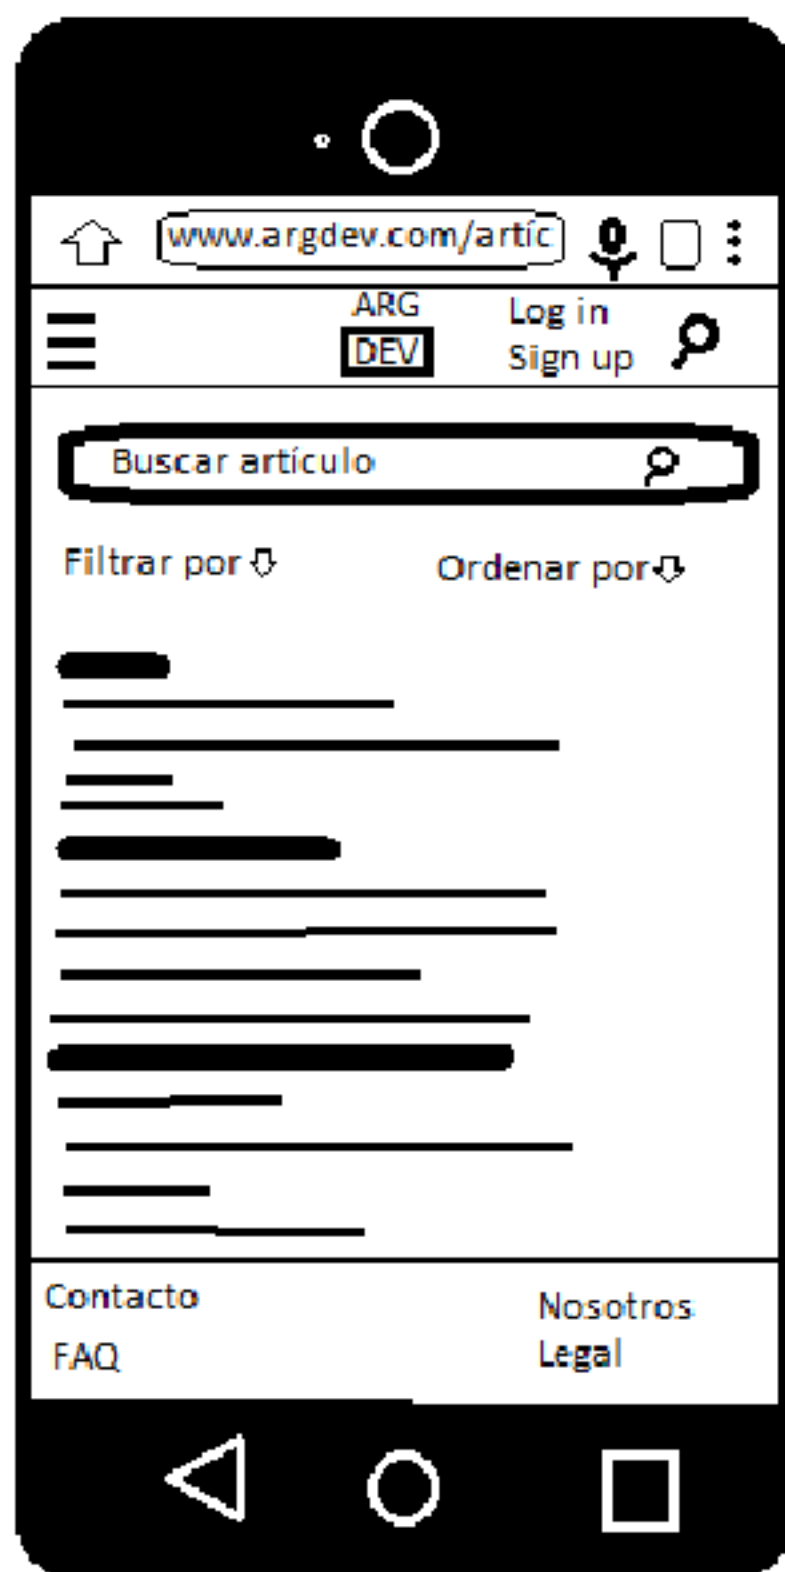 www.argdev.com/artíc
ARG
DEV
Log in
Sign up
Buscar artículo
Filtrar por
Ordenar por
Contacto
FAQ
Nosotros
Legal